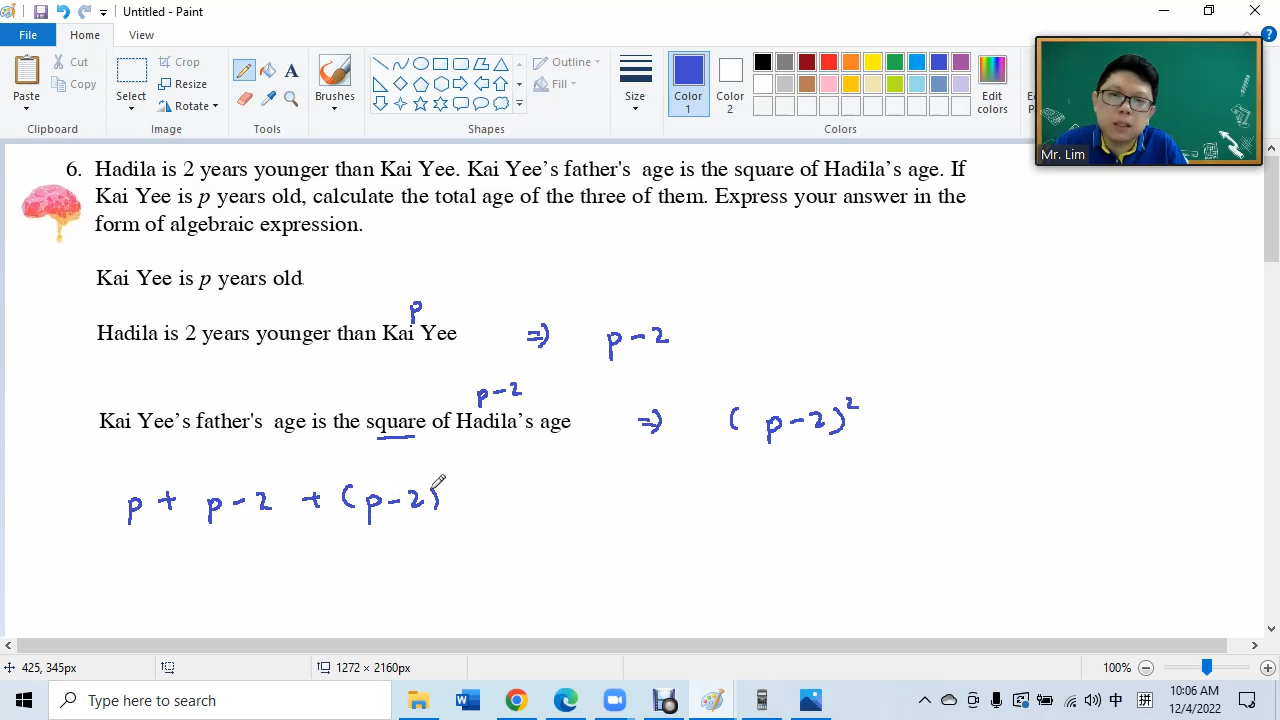 Untitled - Paint
File Home View
Paste Cut Copy Clipboard
Select Crop Resize Rotate Image
Tools
Brushes
Shapes Outline Fill
Size
Color 1 Color 2 Edit colors Colors
Mr. Lim
6. Hadila is 2 years younger than Kai Yee. Kai Yee's father's age is the square of Hadila's age. If
Kai Yee is p years old, calculate the total age of the three of them. Express your answer in the
form of algebraic expression.
Kai Yee is p years old
p
Hadila is 2 years younger than Kai Yee => p-2
p-2
Kai Yee's father's age is the square of Hadila's age => (p-2)²
p + p-2 + (p-2)
425, 345px 1272 × 2160px 100%
Type here to search
中 拼 10:06 AM
12/4/2022